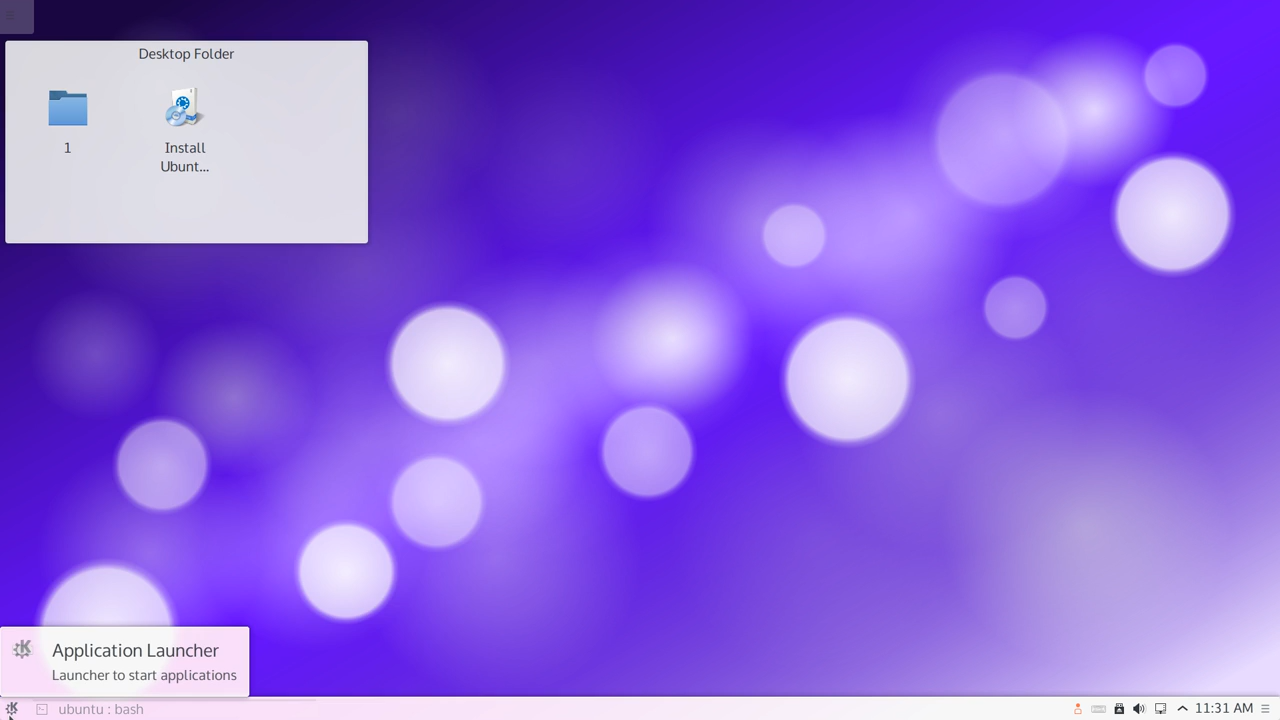 Desktop Folder
1
Install
Ubunt...
Application Launcher
Launcher to start applications
ubuntu : bash
11:31 AM